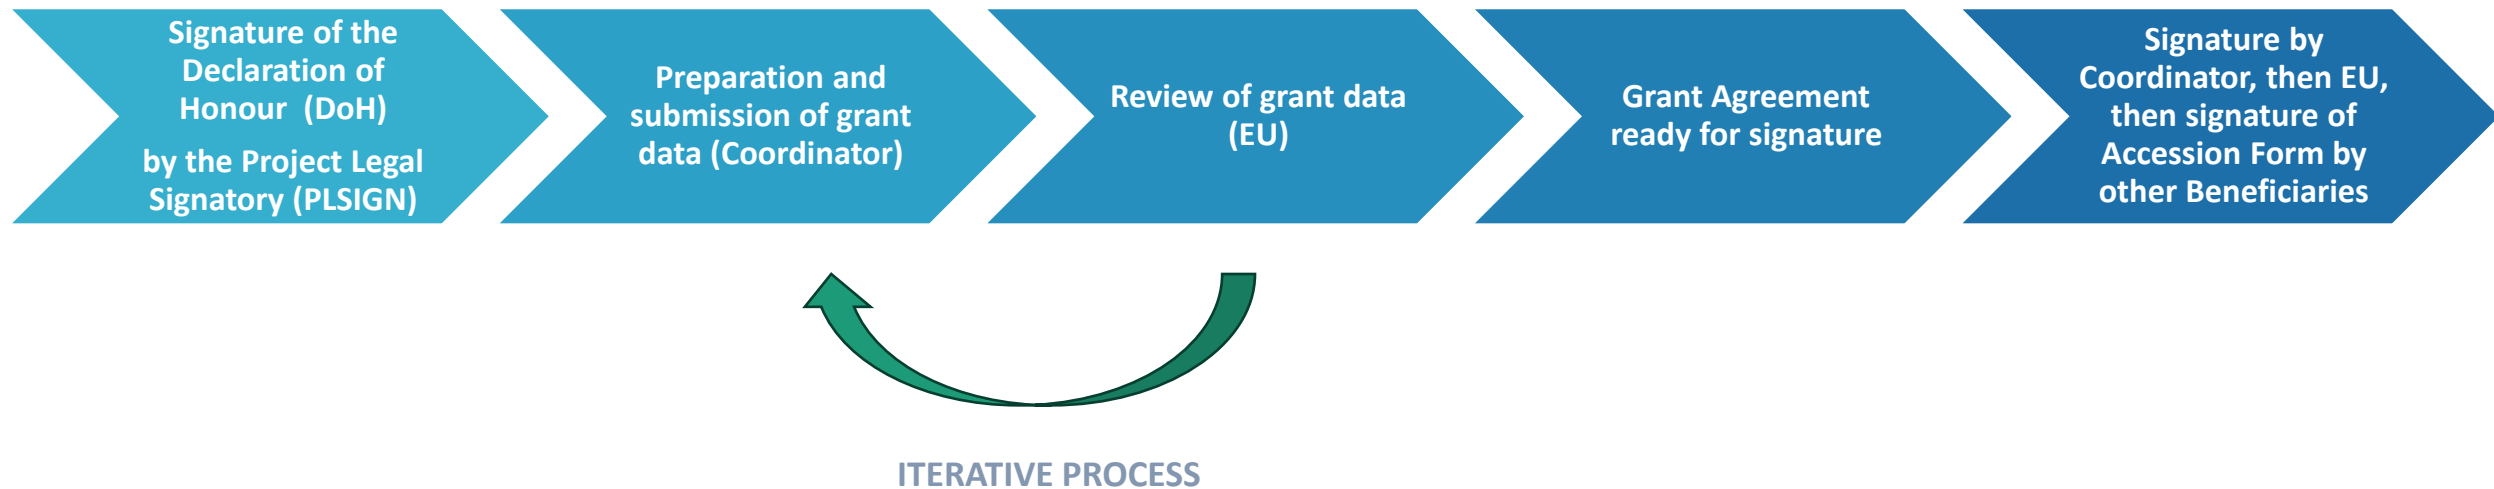 Signature of the
Declaration of
Honour (DoH)
by the Project Legal
Signatory (PLSIGN)
Preparation and
submission of grant
data (Coordinator)
Review of grant data
(EU)
Grant Agreement
ready for signature
Signature by
Coordinator, then EU,
then signature of
Accession Form by
other Beneficiaries
ITERATIVE PROCESS